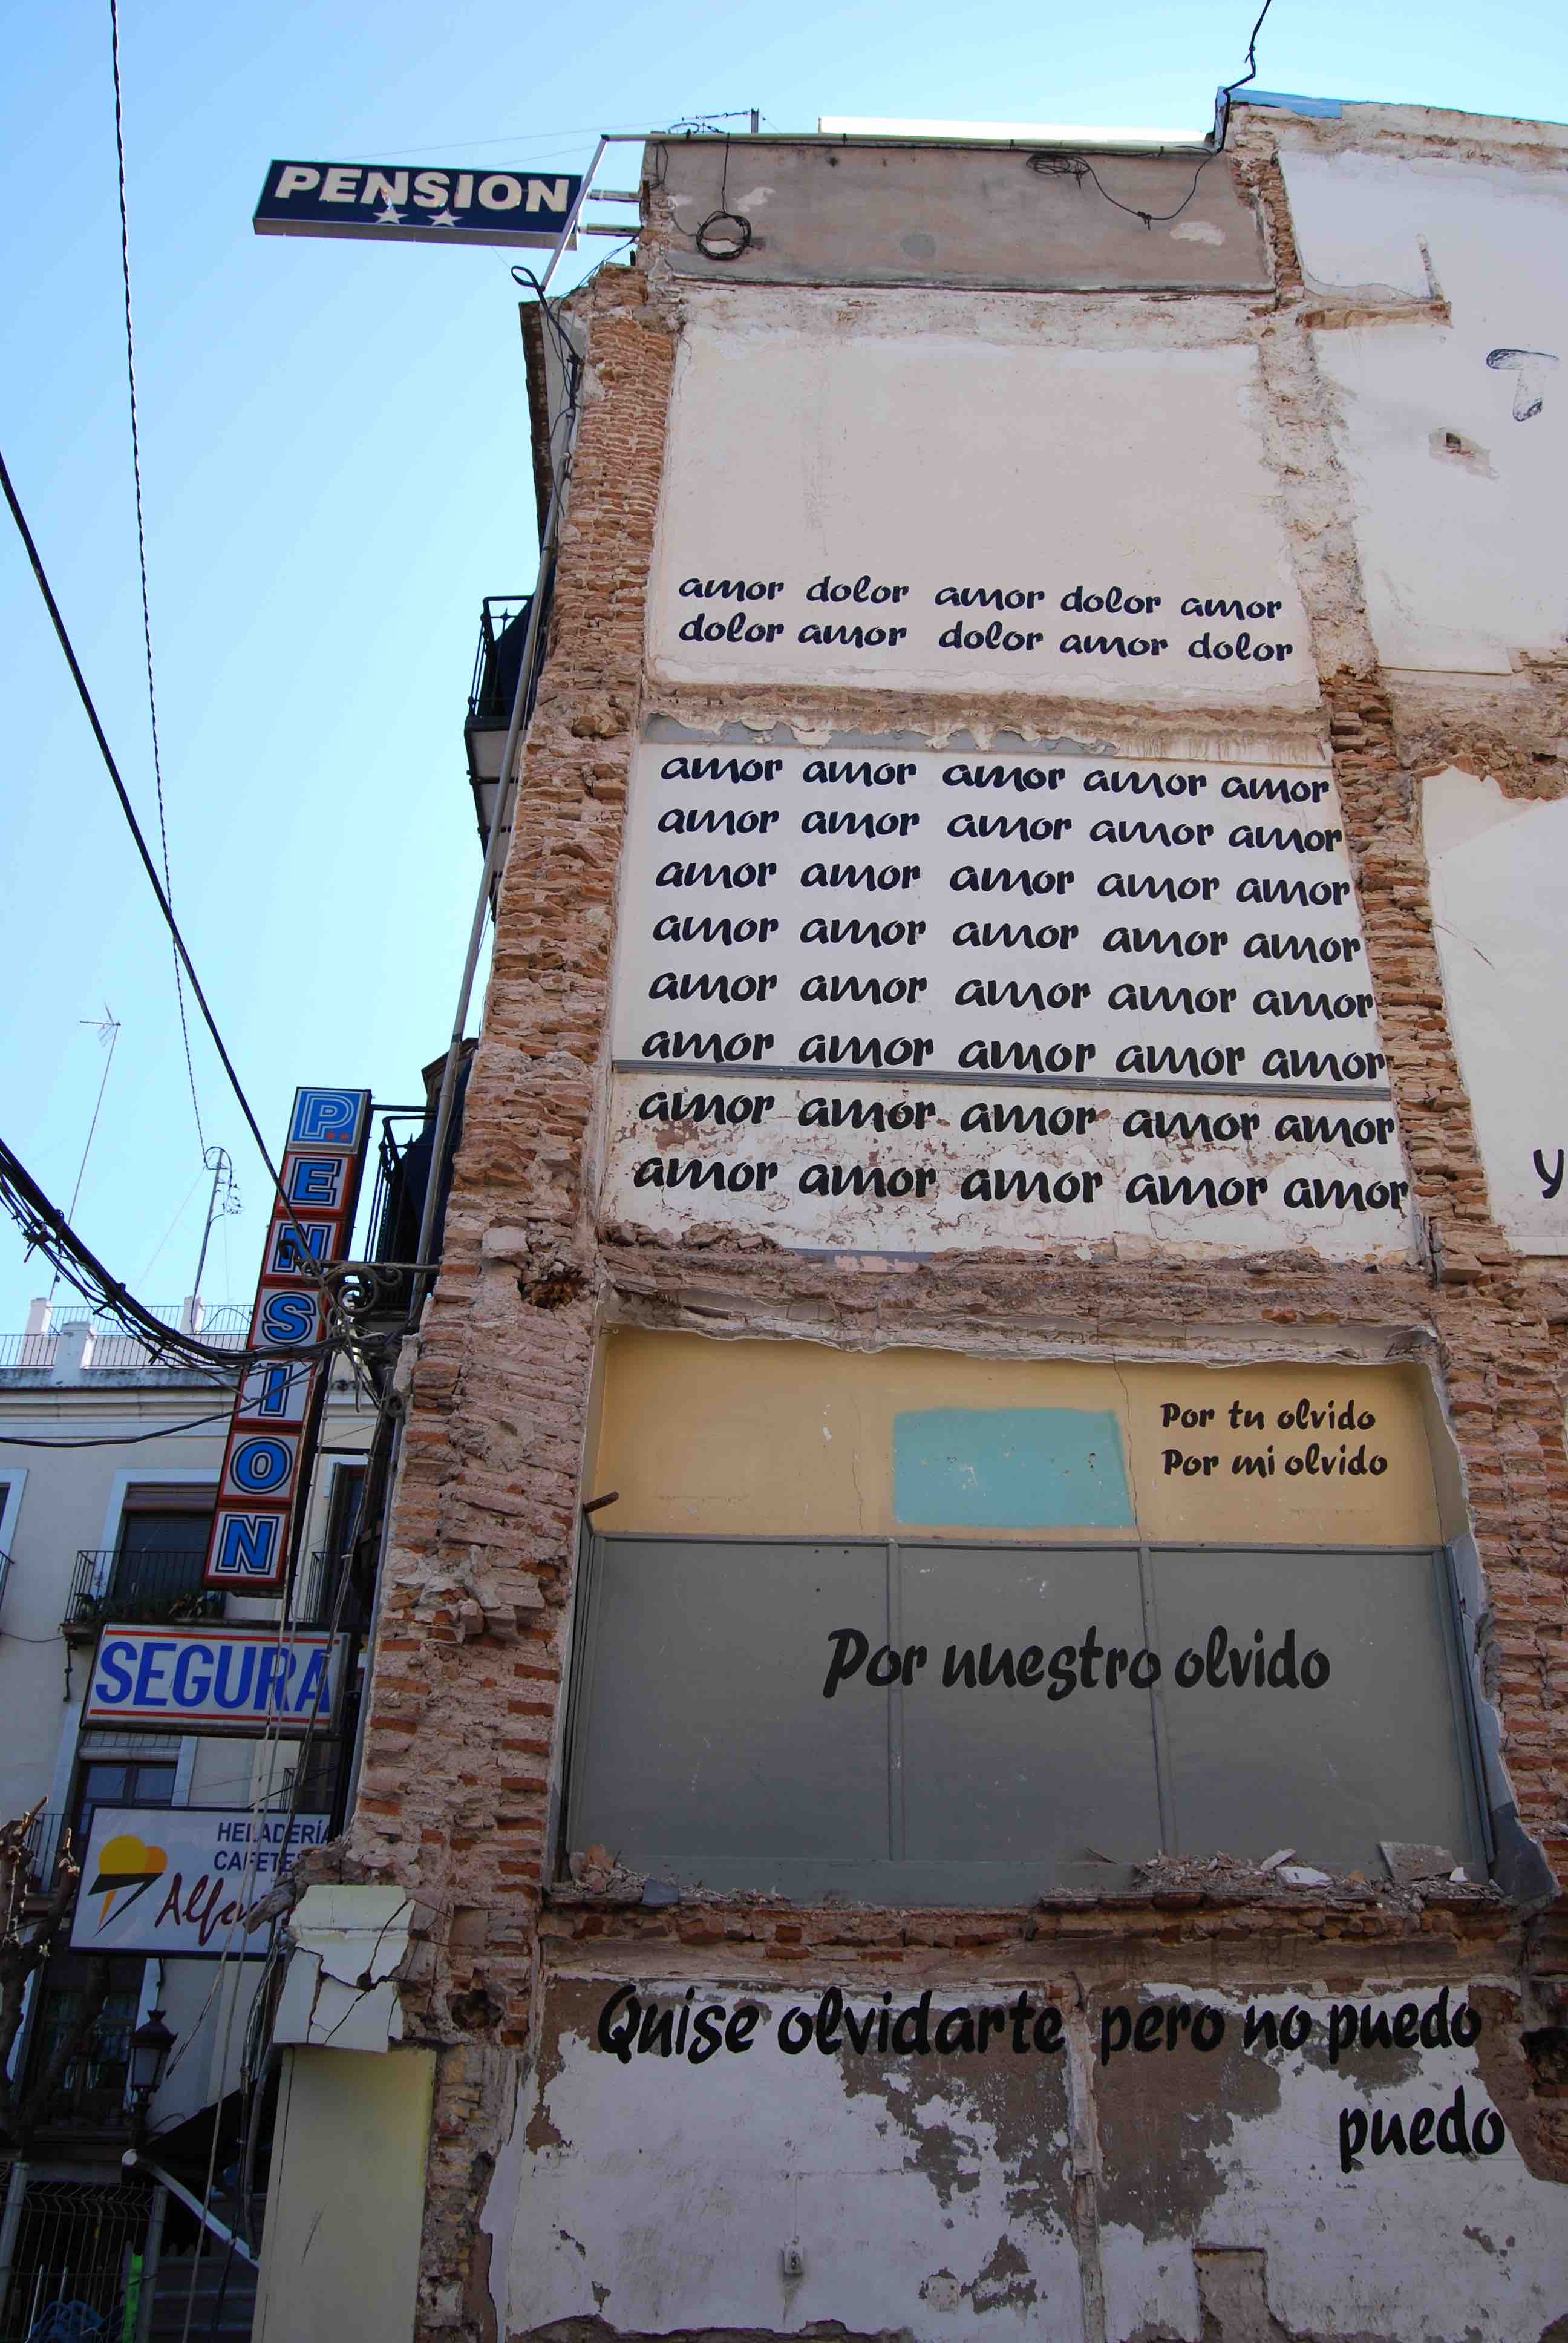 PENSION
amor dolor amor dolor amor
dolor amor dolor amor dolor
amor amor amor amor amor
amor amor amor amor amor
amor amor amor amor amor
amor amor amor amor amor
amor amor amor amor amor
amor amor amor amor amor
amor amor amor amor amor
amor amor amor amor amor
y
PENSION
Por tu olvido
Por mi olvido
Por nuestro olvido
SEGURA
HELADERÍA
Quise olvidarte pero no puedo
puedo